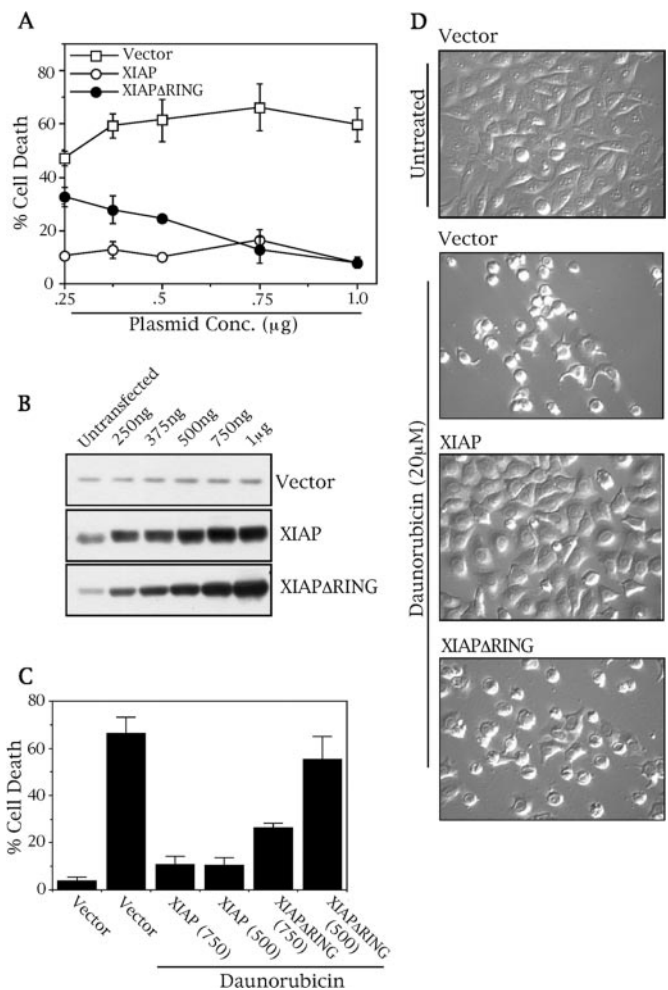 A
Vector
XIAP
XIAPΔRING
80
60
40
20
0
% Cell Death
.25 .5 .75 1.0
Plasmid Conc. (μg)
B
Untransfected
250ng
375ng
500ng
750ng
1μg
Vector
XIAP
XIAPΔRING
C
80
60
40
20
0
% Cell Death
Vector
Vector
XIAP (750)
XIAP (500)
XIAPΔRING
(750)
XIAPΔRING
(500)
Daunorubicin
D
Vector
Untreated
Vector
Daunorubicin (20μM)
XIAP
XIAPΔRING